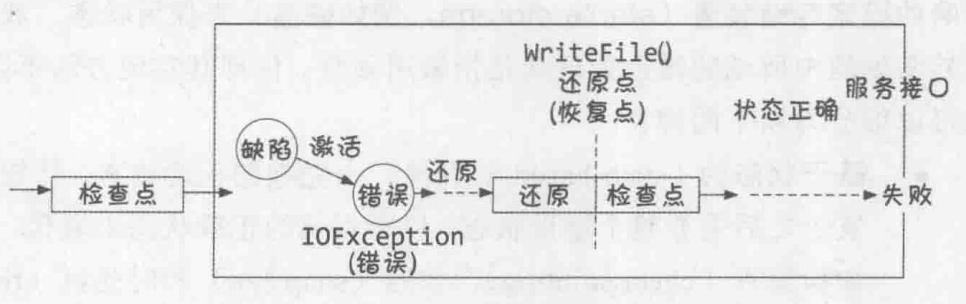 WriteFile()
还原点
(恢复点)
状态正确
服务接口
缺陷
激活
检查点
错误
还原
还原
检查点
失败
IOException
(错误)